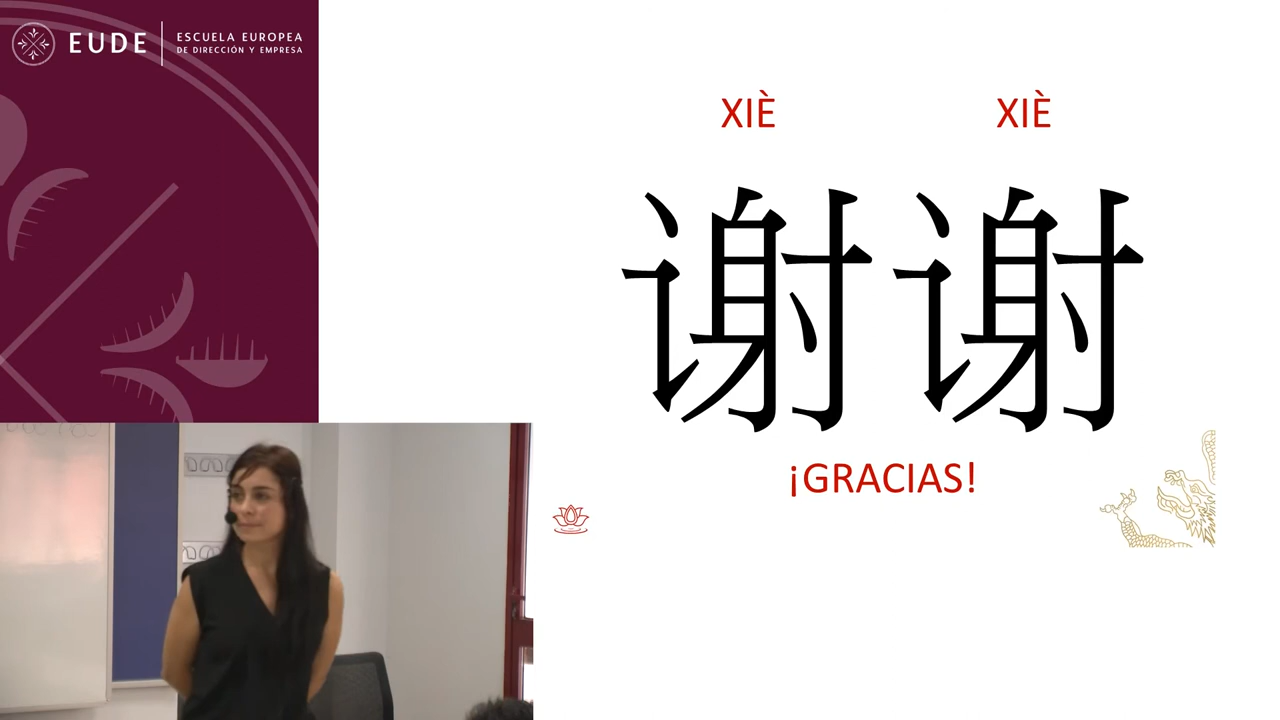 EUDE
ESCUELA EUROPEA
DE DIRECCIÓN Y EMPRESA
XIÈ XIÈ
谢谢
¡GRACIAS!